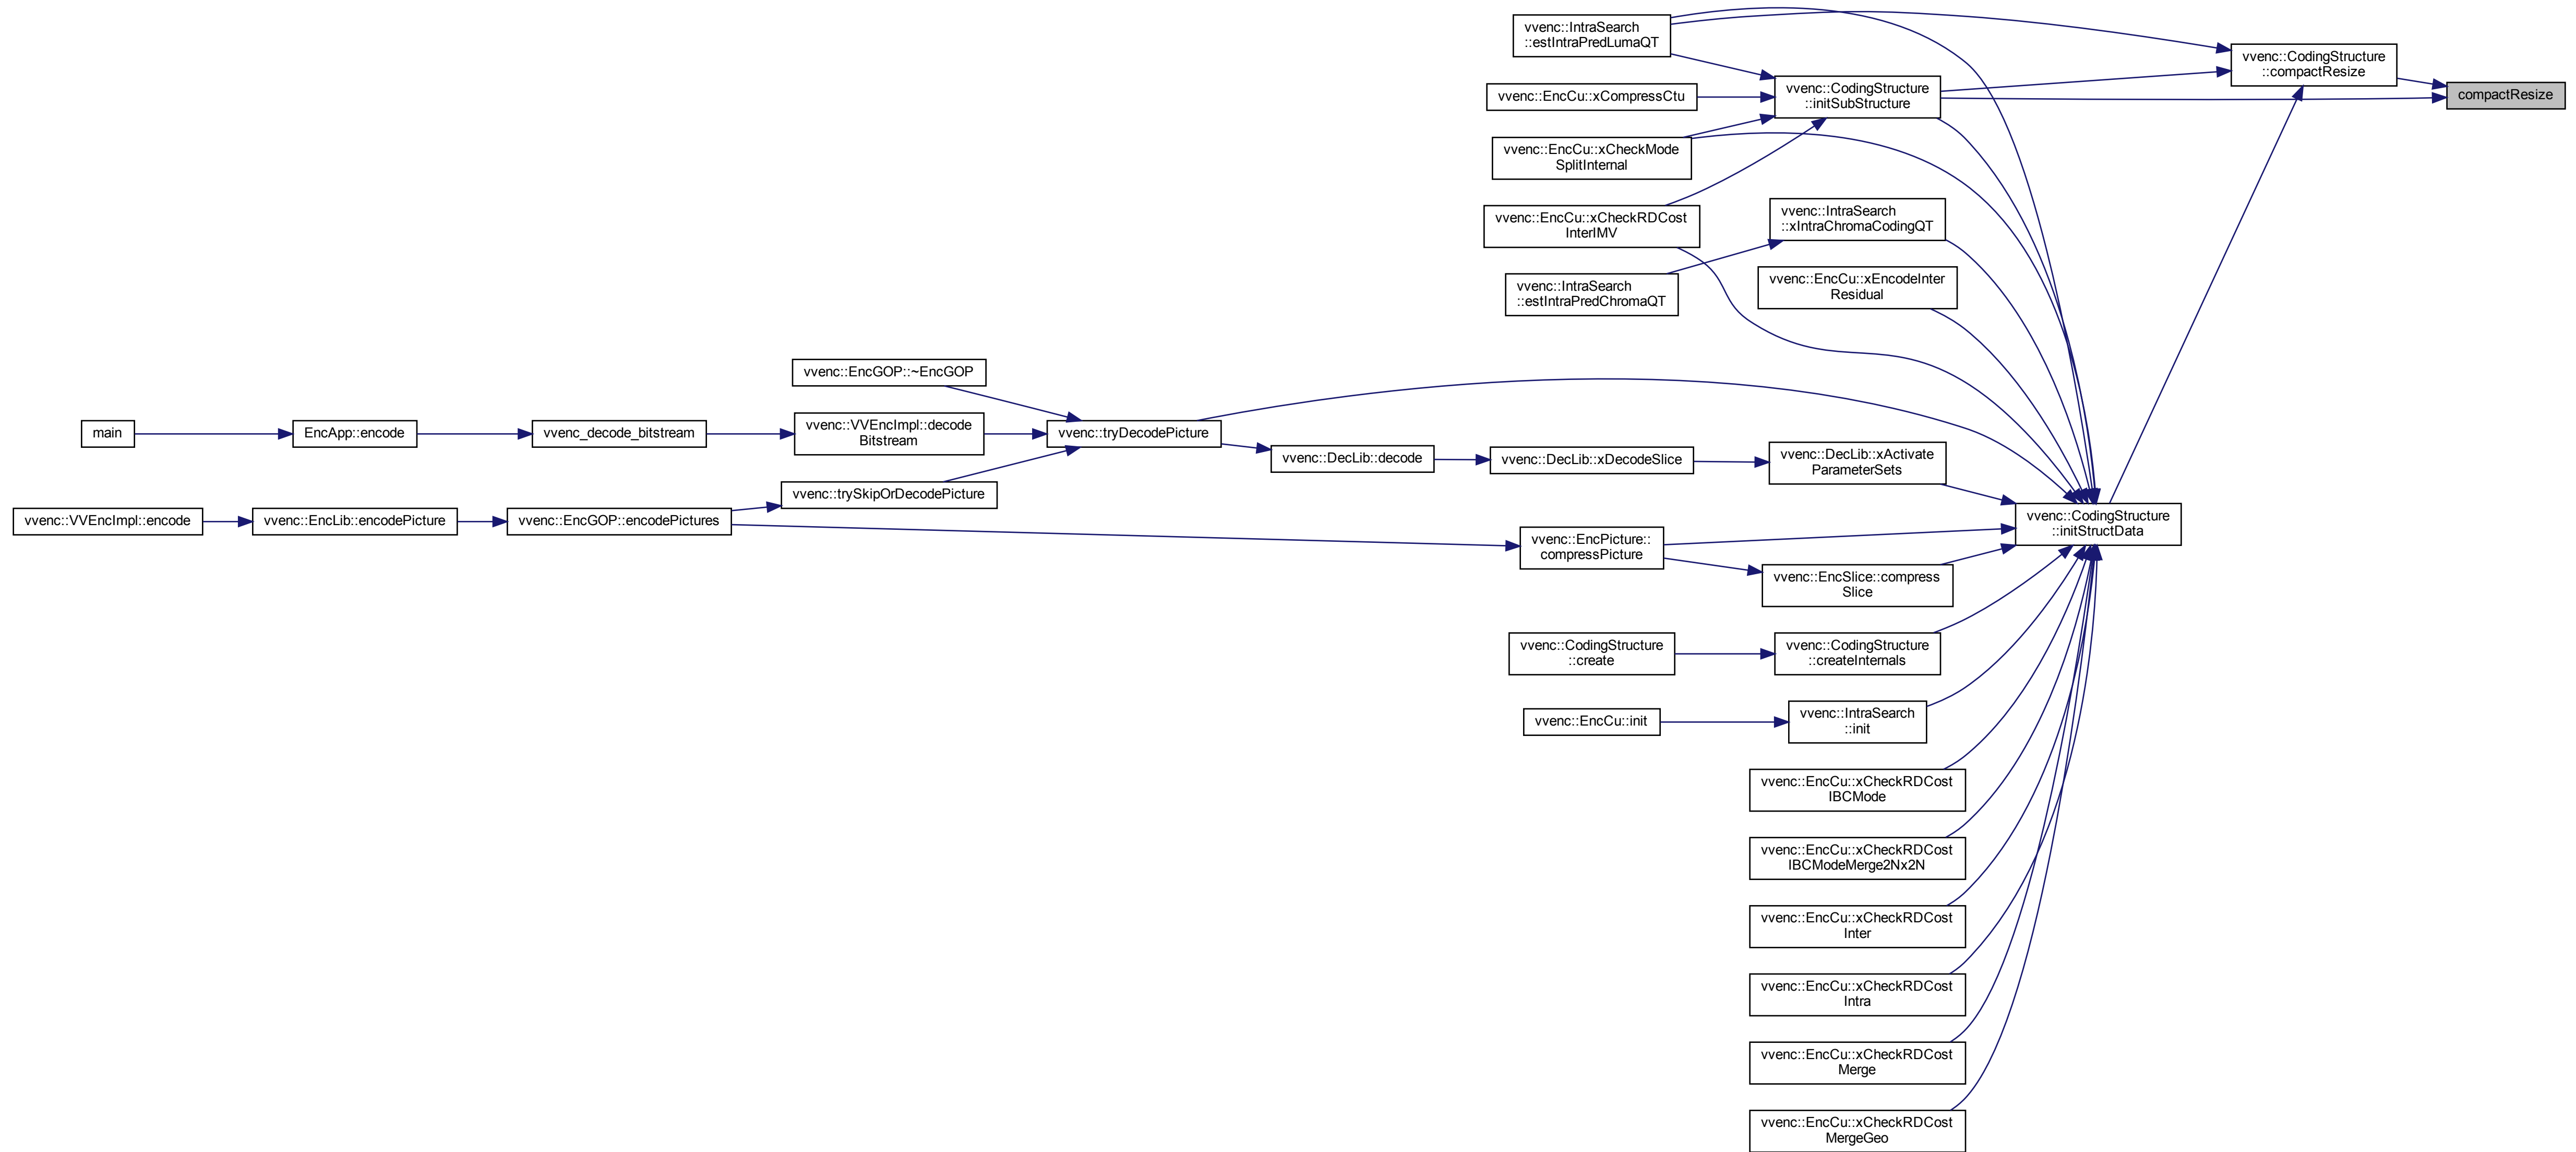 vvenc::IntraSearch
::estIntraPredLumaQT
vvenc::CodingStructure
::compactResize
compactResize
vvenc::CodingStructure
::initSubStructure
vvenc::EncCu::xCompressCtu
vvenc::EncCu::xCheckMode
SplitInternal
vvenc::EncCu::xCheckRDCost
InterIMV
vvenc::IntraSearch
::xIntraChromaCodingQT
vvenc::IntraSearch
::estIntraPredChromaQT
vvenc::EncCu::xEncodeInter
Residual
vvenc::EncGOP::~EncGOP
main
EncApp::encode
vvenc_decode_bitstream
vvenc::VVEncImpl::decode
Bitstream
vvenc::tryDecodePicture
vvenc::DecLib::decode
vvenc::DecLib::xDecodeSlice
vvenc::DecLib::xActivate
ParameterSets
vvenc::trySkipOrDecodePicture
vvenc::VVEncImpl::encode
vvenc::EncLib::encodePicture
vvenc::EncGOP::encodePictures
vvenc::EncPicture::
compressPicture
vvenc::CodingStructure
::initStructData
vvenc::EncSlice::compress
Slice
vvenc::CodingStructure
::create
vvenc::CodingStructure
::createInternals
vvenc::EncCu::init
vvenc::IntraSearch
::init
vvenc::EncCu::xCheckRDCost
IBCMode
vvenc::EncCu::xCheckRDCost
IBCModeMerge2Nx2N
vvenc::EncCu::xCheckRDCost
Inter
vvenc::EncCu::xCheckRDCost
Intra
vvenc::EncCu::xCheckRDCost
Merge
vvenc::EncCu::xCheckRDCost
MergeGeo